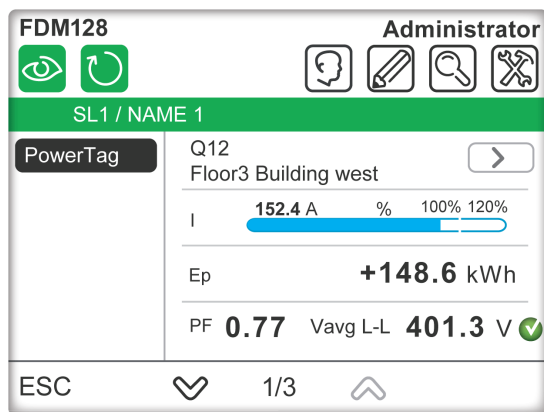 FDM128 Administrator
SL1 / NAME 1
PowerTag
Q12
Floor3 Building west
I 152.4 A % 100% 120%
Ep +148.6 kWh
PF 0.77 Vavg L-L 401.3 V
ESC 1/3